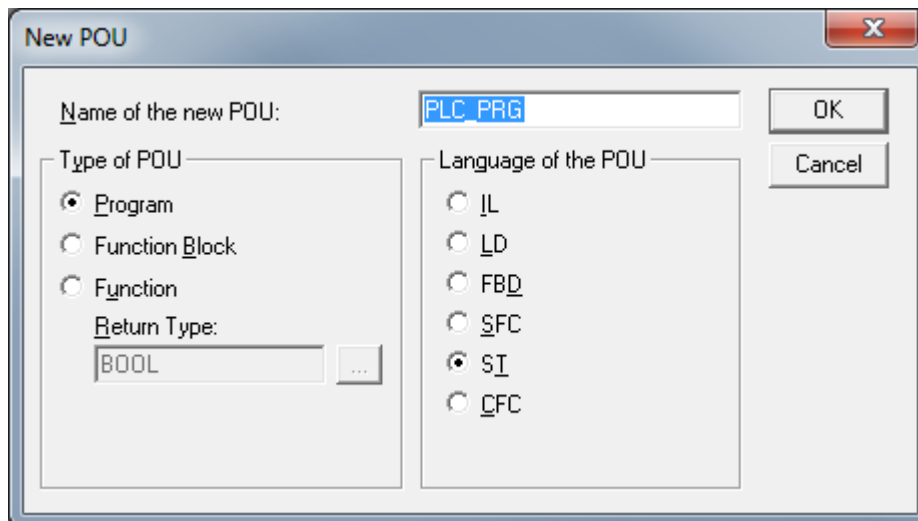 New POU
Name of the new POU:
PLC_PRG
OK
Cancel
Type of POU
Program
Function Block
Function
Return Type:
BOOL
...
Language of the POU
IL
LD
FBD
SFC
ST
CFC